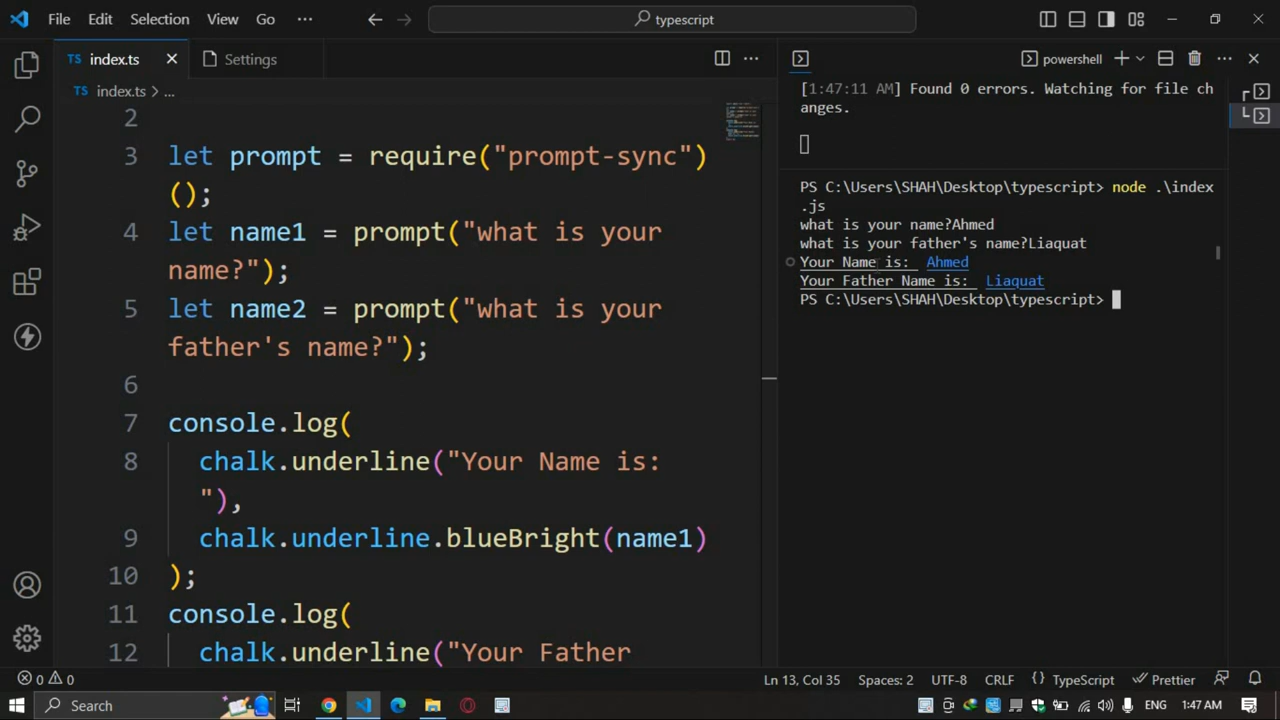 File Edit Selection View Go ··· typescript
TS index.ts Settings ···
TS index.ts > ...
2
3 let prompt = require("prompt-sync")
();
4 let name1 = prompt("what is your
name?");
5 let name2 = prompt("what is your
father's name?");
6
7 console.log(
8 chalk.underline("Your Name is:
"),
9 chalk.underline.blueBright(name1)
10 );
11 console.log(
12 chalk.underline("Your Father
powershell
[1:47:11 AM] Found 0 errors. Watching for file ch
anges.
PS C:\Users\SHAH\Desktop\typescript> node .\index
.js
what is your name?Ahmed
what is your father's name?Liaquat
Your Name is: Ahmed
Your Father Name is: Liaquat
PS C:\Users\SHAH\Desktop\typescript>
0 0 Ln 13, Col 35 Spaces: 2 UTF-8 CRLF {} TypeScript Prettier
Search ENG 1:47 AM